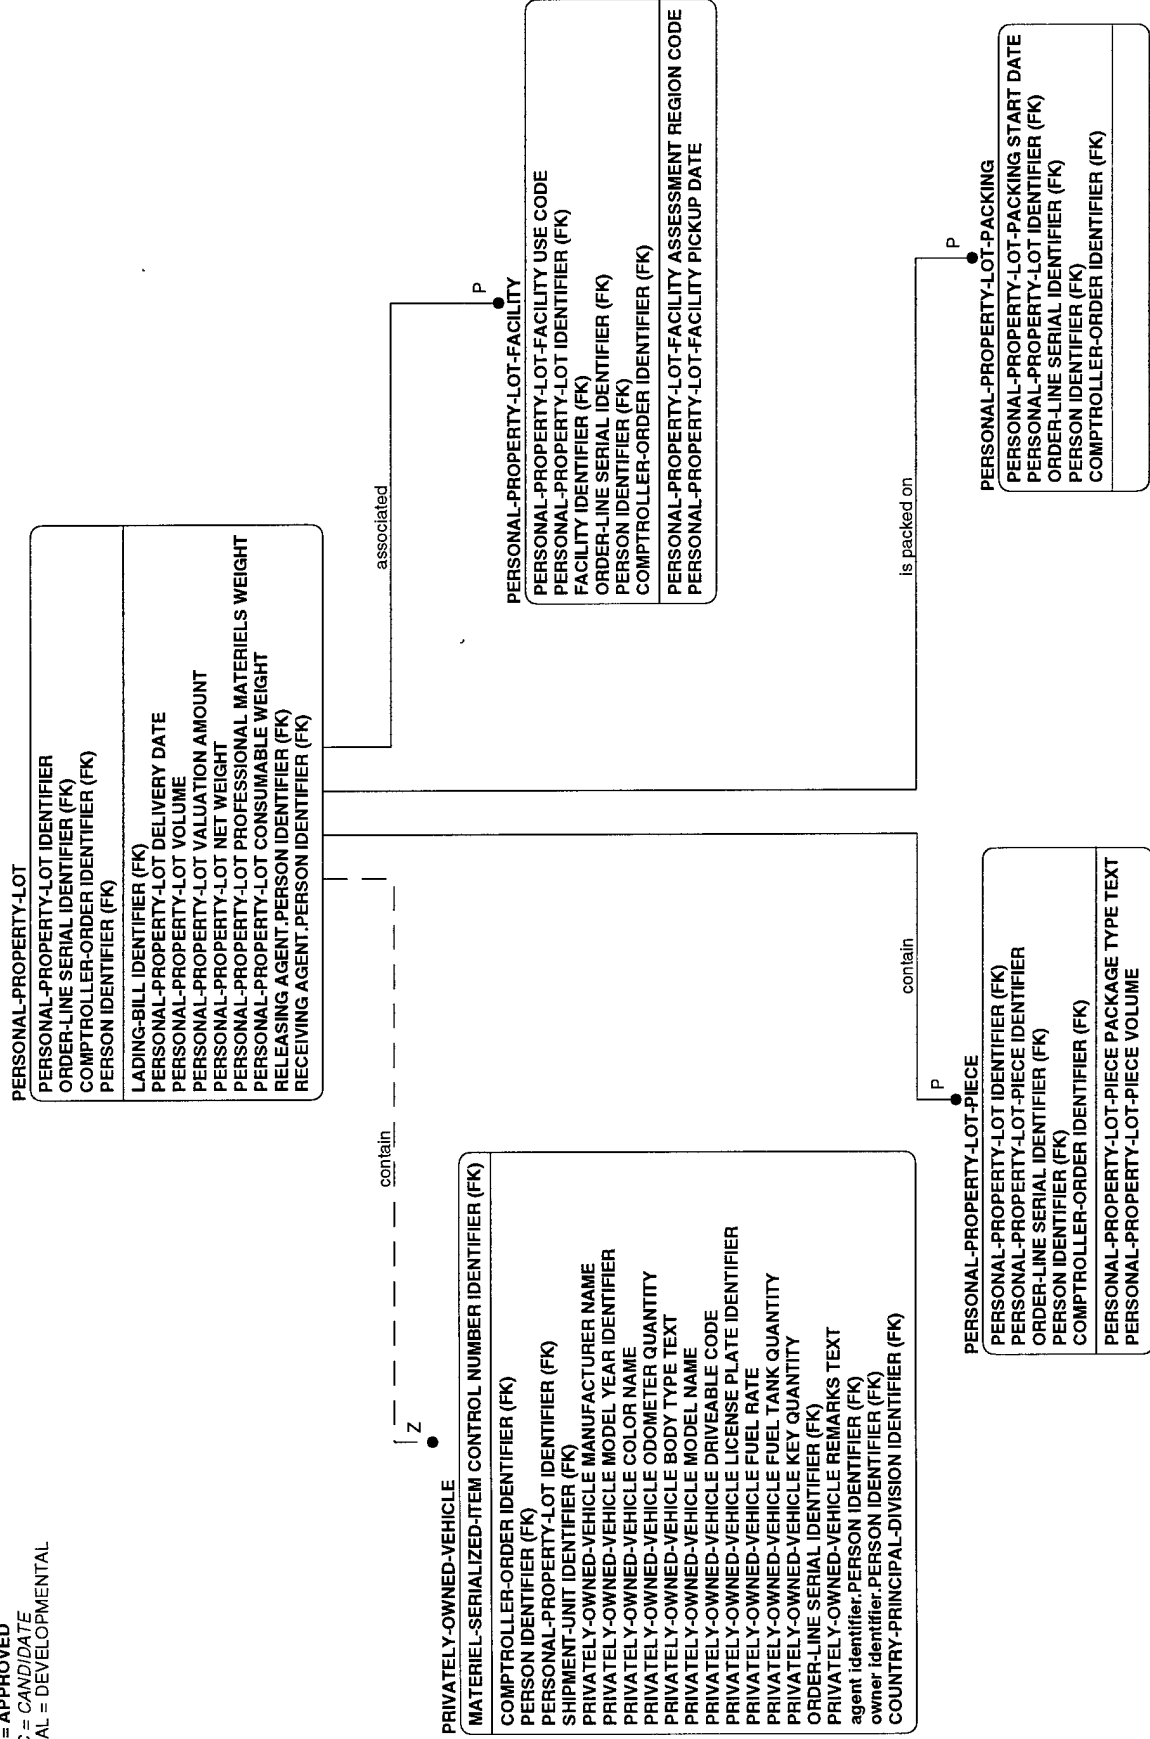 = APPROVED
= CANDIDATE
AL = DEVELOPMENTAL
PERSONAL-PROPERTY-LOT
PERSONAL-PROPERTY-LOT IDENTIFIER
ORDER-LINE SERIAL IDENTIFIER (FK)
COMPTROLLER-ORDER IDENTIFIER (FK)
PERSON IDENTIFIER (FK)
LADING-BILL IDENTIFIER (FK)
PERSONAL-PROPERTY-LOT DELIVERY DATE
PERSONAL-PROPERTY-LOT VOLUME
PERSONAL-PROPERTY-LOT VALUATION AMOUNT
PERSONAL-PROPERTY-LOT NET WEIGHT
PERSONAL-PROPERTY-LOT PROFESSIONAL MATERIELS WEIGHT
PERSONAL-PROPERTY-LOT CONSUMABLE WEIGHT
RELEASING AGENT.PERSON IDENTIFIER (FK)
RECEIVING AGENT.PERSON IDENTIFIER (FK)
contain
Z
associated
P
is packed on
P
contain
P
PRIVATELY-OWNED-VEHICLE
MATERIEL-SERIALIZED-ITEM CONTROL NUMBER IDENTIFIER (FK)
COMPTROLLER-ORDER IDENTIFIER (FK)
PERSON IDENTIFIER (FK)
PERSONAL-PROPERTY-LOT IDENTIFIER (FK)
SHIPMENT-UNIT IDENTIFIER (FK)
PRIVATELY-OWNED-VEHICLE MANUFACTURER NAME
PRIVATELY-OWNED-VEHICLE MODEL YEAR IDENTIFIER
PRIVATELY-OWNED-VEHICLE COLOR NAME
PRIVATELY-OWNED-VEHICLE ODOMETER QUANTITY
PRIVATELY-OWNED-VEHICLE BODY TYPE TEXT
PRIVATELY-OWNED-VEHICLE MODEL NAME
PRIVATELY-OWNED-VEHICLE DRIVEABLE CODE
PRIVATELY-OWNED-VEHICLE LICENSE PLATE IDENTIFIER
PRIVATELY-OWNED-VEHICLE FUEL RATE
PRIVATELY-OWNED-VEHICLE FUEL TANK QUANTITY
PRIVATELY-OWNED-VEHICLE KEY QUANTITY
ORDER-LINE SERIAL IDENTIFIER (FK)
PRIVATELY-OWNED-VEHICLE REMARKS TEXT
agent identifier.PERSON IDENTIFIER (FK)
owner identifier.PERSON IDENTIFIER (FK)
COUNTRY-PRINCIPAL-DIVISION IDENTIFIER (FK)
PERSONAL-PROPERTY-LOT-FACILITY
PERSONAL-PROPERTY-LOT-FACILITY USE CODE
PERSONAL-PROPERTY-LOT IDENTIFIER (FK)
FACILITY IDENTIFIER (FK)
ORDER-LINE SERIAL IDENTIFIER (FK)
PERSON IDENTIFIER (FK)
COMPTROLLER-ORDER IDENTIFIER (FK)
PERSONAL-PROPERTY-LOT-FACILITY ASSESSMENT REGION CODE
PERSONAL-PROPERTY-LOT-FACILITY PICKUP DATE
PERSONAL-PROPERTY-LOT-PIECE
PERSONAL-PROPERTY-LOT IDENTIFIER (FK)
PERSONAL-PROPERTY-LOT-PIECE IDENTIFIER
ORDER-LINE SERIAL IDENTIFIER (FK)
PERSON IDENTIFIER (FK)
COMPTROLLER-ORDER IDENTIFIER (FK)
PERSONAL-PROPERTY-LOT-PIECE PACKAGE TYPE TEXT
PERSONAL-PROPERTY-LOT-PIECE VOLUME
PERSONAL-PROPERTY-LOT-PACKING
PERSONAL-PROPERTY-LOT-PACKING START DATE
PERSONAL-PROPERTY-LOT IDENTIFIER (FK)
ORDER-LINE SERIAL IDENTIFIER (FK)
PERSON IDENTIFIER (FK)
COMPTROLLER-ORDER IDENTIFIER (FK)